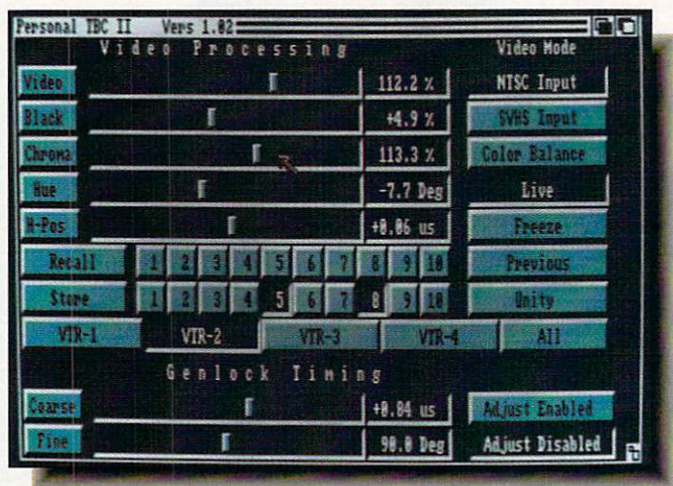 Personal TBC II Vers 1.02
Video Processing
Video Mode
Video 112.2 % NTSC Input
Black +4.9 % SVHS Input
Chroma 113.3 % Color Balance
Hue -7.7 Deg Live
H-Pos +0.06 us Freeze
Recall 1 2 3 4 5 6 7 8 9 10 Previous
Store 1 2 3 4 5 6 7 8 9 10 Unity
VTR-1 VTR-2 VTR-3 VTR-4 All
Genlock Timing
Coarse +0.04 us Adjust Enabled
Fine 90.0 Deg Adjust Disabled